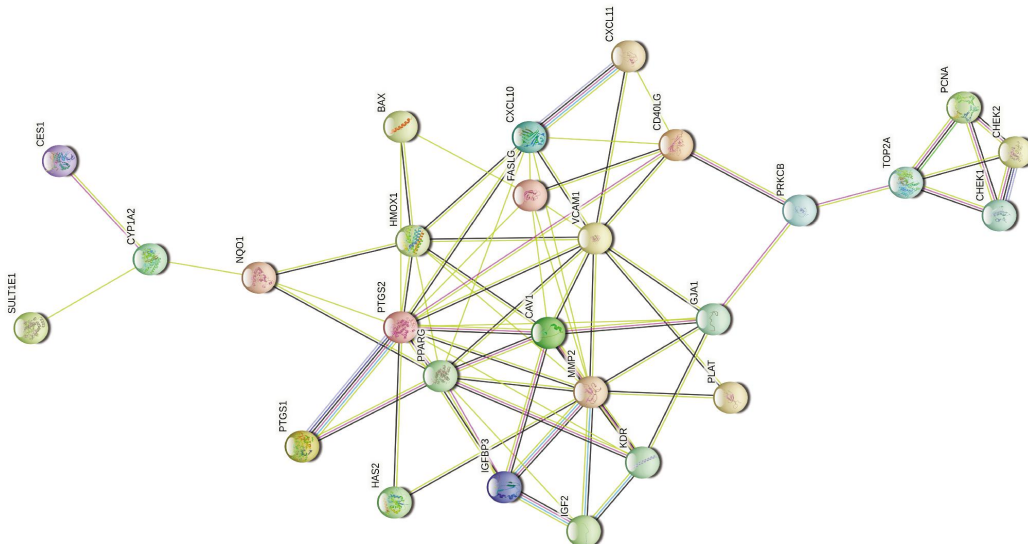 CXCL11
PCNA
CHEK2
BAX
CXCL10
CD40LG
CES1
TOP2A
FASLG
CHEK1
PRKCB
HMOX1
VCAM1
CYP1A2
NQO1
SULT1E1
PTGS2
CAV1
GJA1
PPARG
MMP2
PLAT
PTGS1
KDR
IGFBP3
HAS2
IGF2